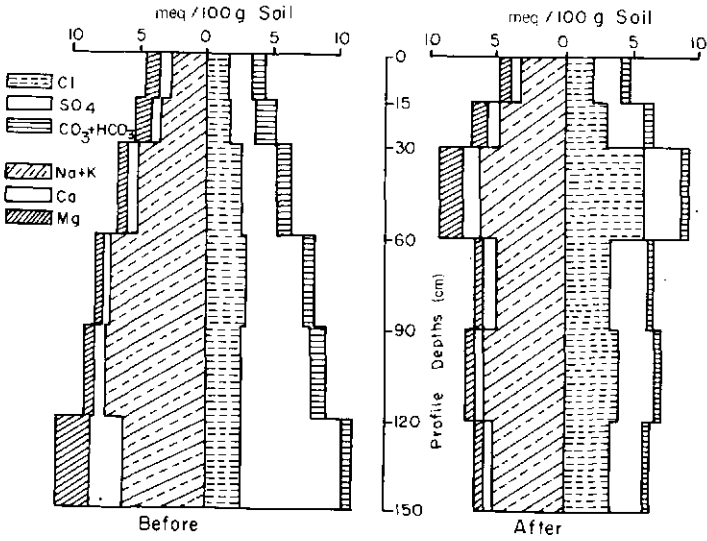 meq/100 g Soil
10 5 0 5 10
Cl
SO4
CO3+HCO3
Na+K
Ca
Mg
Before
meq/100g Soil
10 5 0 5 10
0
15
30
60
90
120
150
Profile Depths (cm)
After